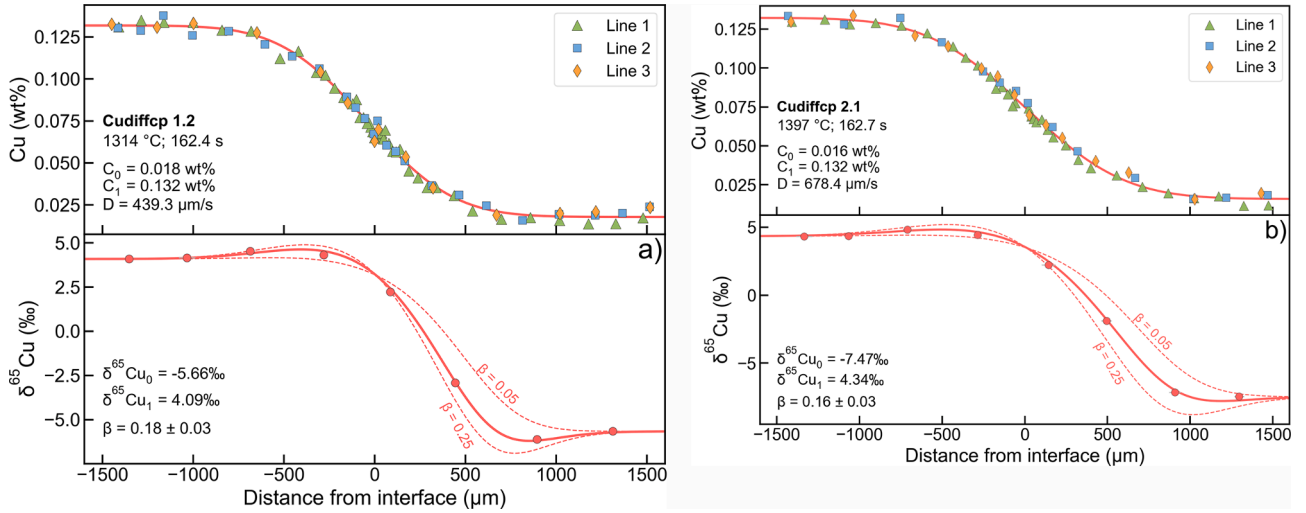 Cu (wt%)
0.125
0.100
0.075
0.050
0.025
Line 1
Line 2
Line 3
Cudiffcp 1.2
1314 °C; 162.4 s
C₀ = 0.018 wt%
C₁ = 0.132 wt%
D = 439.3 µm/s
a)
δ⁶⁵Cu (‰)
5.0
2.5
0.0
−2.5
−5.0
β = 0.05
β = 0.25
δ⁶⁵Cu₀ = -5.66‰
δ⁶⁵Cu₁ = 4.09‰
β = 0.18 ± 0.03
−1500 −1000 −500 0 500 1000 1500
Distance from interface (µm)
Cu (wt%)
0.125
0.100
0.075
0.050
0.025
Line 1
Line 2
Line 3
Cudiffcp 2.1
1397 °C; 162.7 s
C₀ = 0.016 wt%
C₁ = 0.132 wt%
D = 678.4 µm/s
b)
δ⁶⁵Cu (‰)
5
0
−5
β = 0.05
β = 0.25
δ⁶⁵Cu₀ = -7.47‰
δ⁶⁵Cu₁ = 4.34‰
β = 0.16 ± 0.03
−1500 −1000 −500 0 500 1000 1500
Distance from interface (µm)